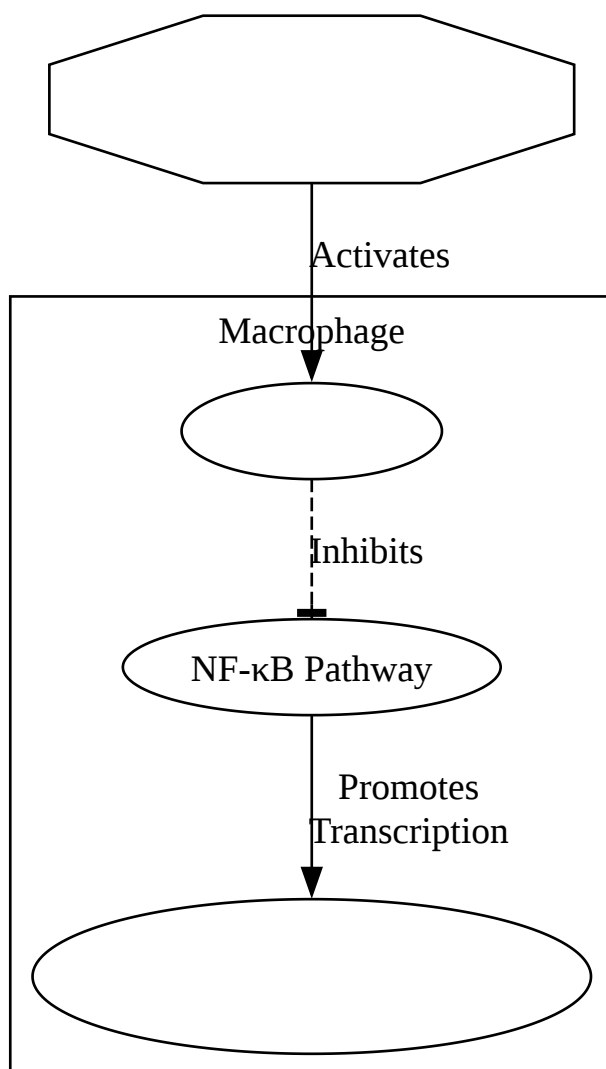 Activates
Macrophage
Inhibits
NF-κB Pathway
Promotes
Transcription